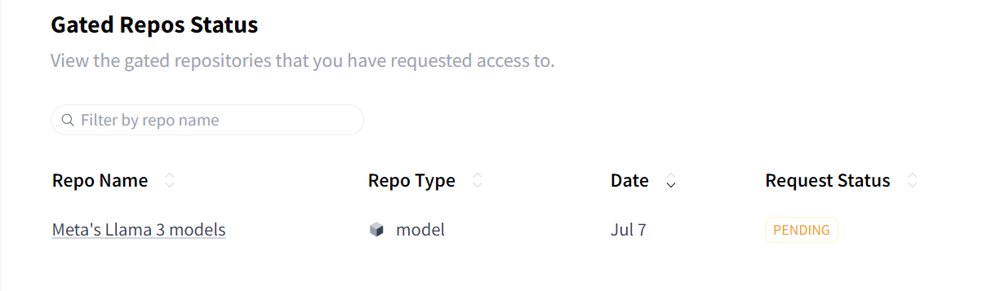 Gated Repos Status
View the gated repositories that you have requested access to.
Filter by repo name
Repo Name Repo Type Date Request Status
Meta's Llama 3 models model Jul 7 PENDING